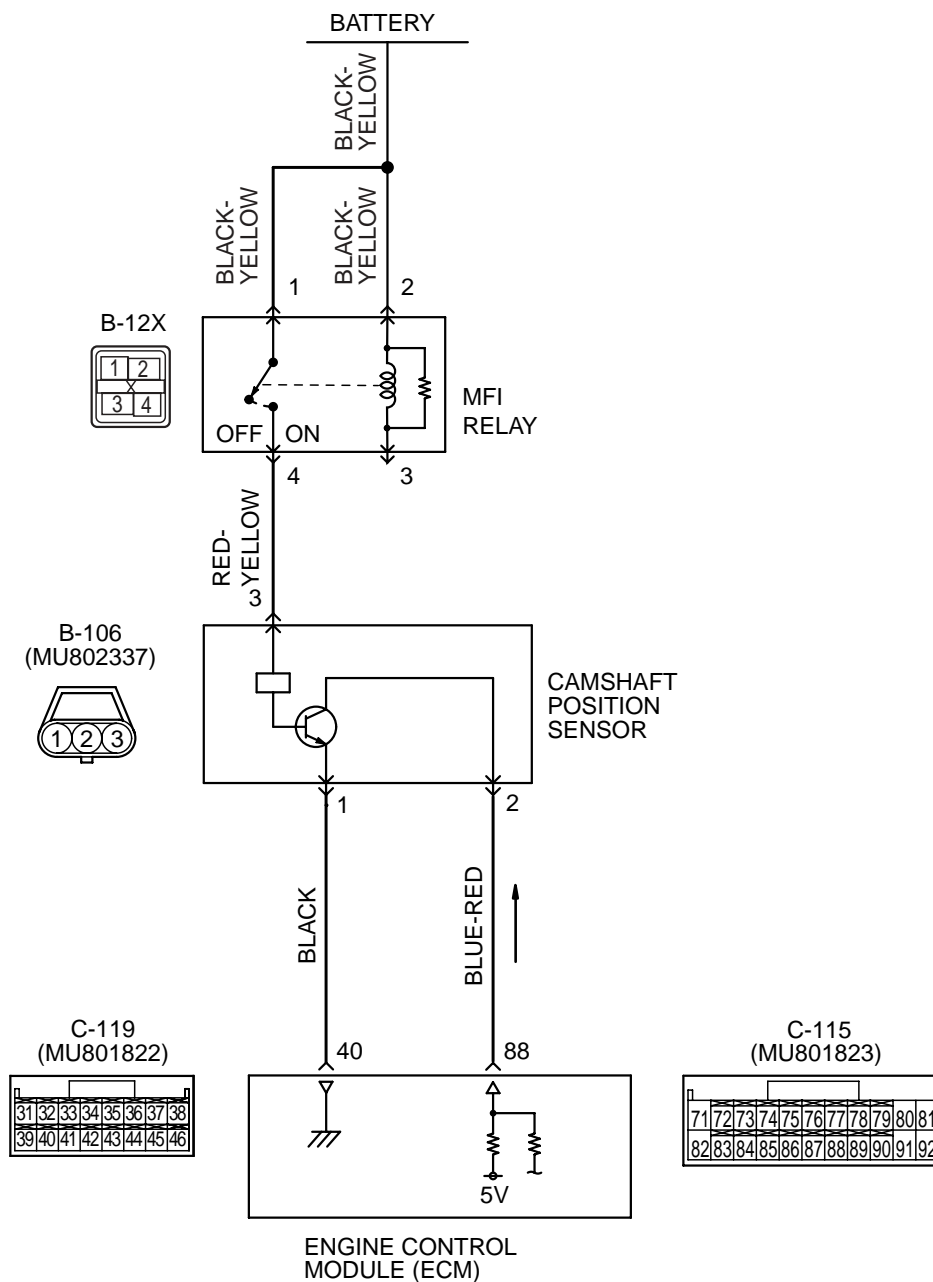 BATTERY
BLACK-
YELLOW
BLACK-
YELLOW
BLACK-
YELLOW
1
2
B-12X
1 2
X
3 4
OFF
ON
MFI
RELAY
4
3
RED-
YELLOW
3
B-106
(MU802337)
1 2 3
CAMSHAFT
POSITION
SENSOR
1
2
BLACK
BLUE-RED
C-119
(MU801822)
31 32 33 34 35 36 37 38
39 40 41 42 43 44 45 46
40
88
5V
C-115
(MU801823)
71 72 73 74 75 76 77 78 79 80 81
82 83 84 85 86 87 88 89 90 91 92
ENGINE CONTROL
MODULE (ECM)